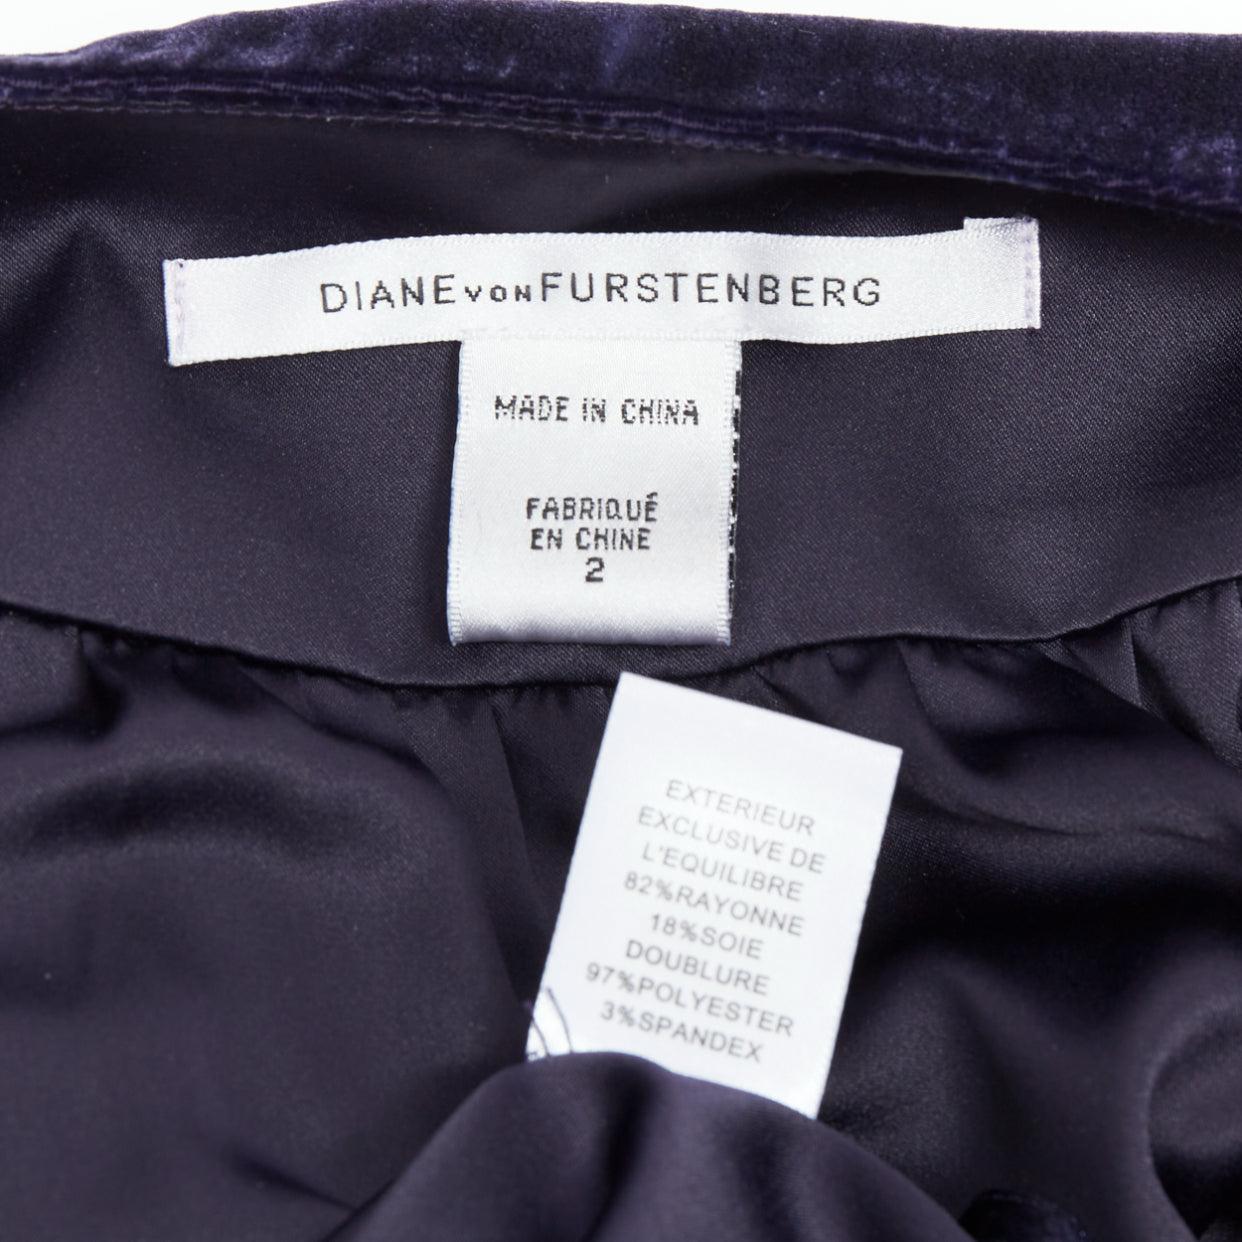 DIANE VON FURSTENBERG
MADE IN CHINA
FABRIQUÉ
EN CHINE
2
EXTERIEUR
EXCLUSIVE DE
L'EQUILIBRE
82%RAYONNE
18%SOIE
DOUBLURE
97%POLYESTER
3%SPANDEX